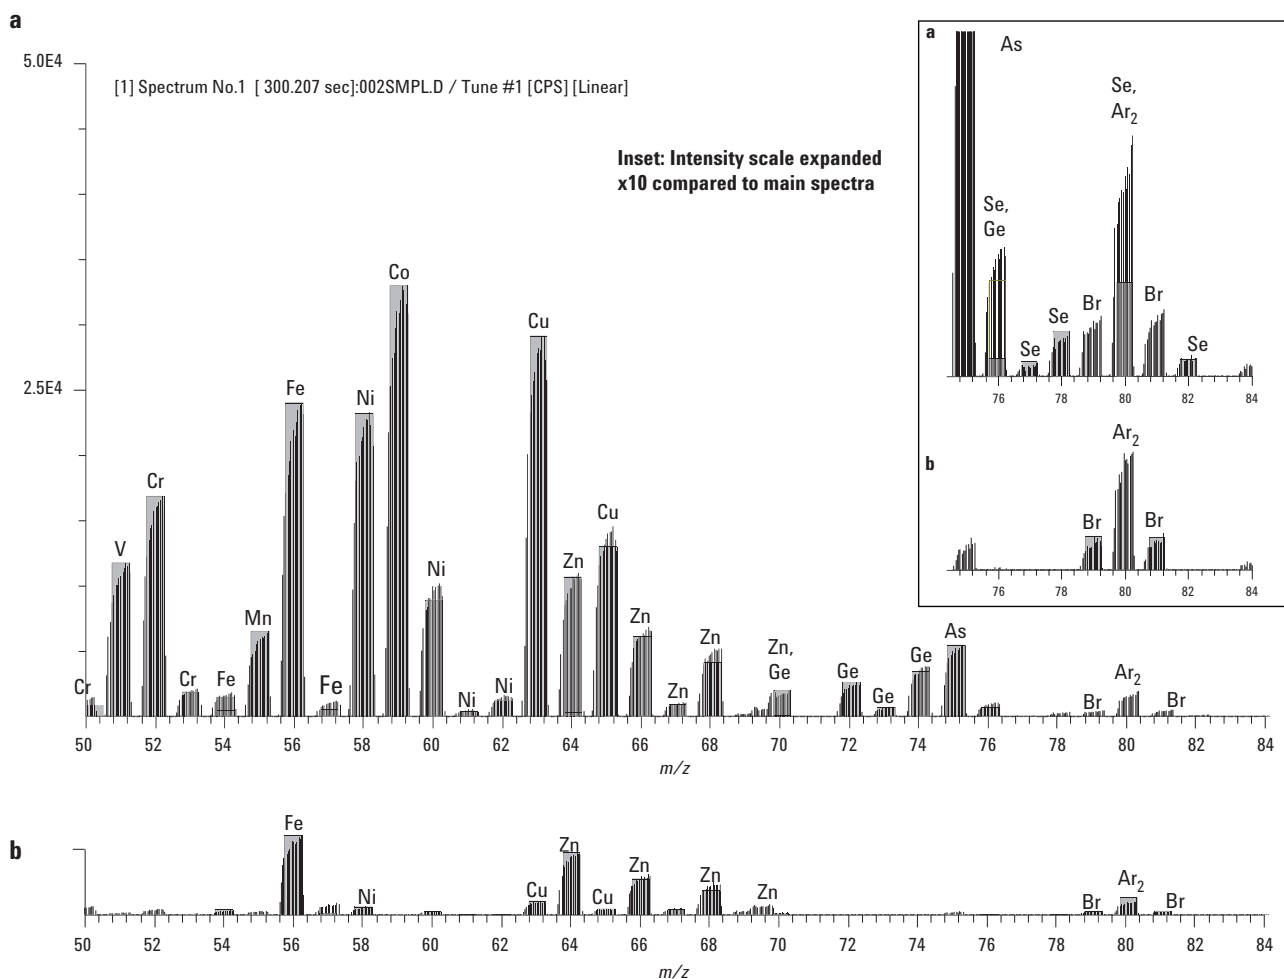 a
5.0E4
[1] Spectrum No.1 [ 300.207 sec]:002SMPL.D / Tune #1 [CPS] [Linear]
Inset: Intensity scale expanded
x10 compared to main spectra
2.5E4
Cr
V
Cr
Cr
Fe
Mn
Fe
Fe
Ni
Co
Ni
Ni
Ni
Cu
Zn
Cu
Zn
Zn
Zn
Zn,
Ge
Ge
Ge
Ge
As
Br
Ar2
Br
50 52 54 56 58 60 62 64 66 68 70 72 74 76 78 80 82 84
m/z
a
As
Se,
Ge
Se
Se
Br
Se,
Ar2
Br
Se
76 78 80 82 84
b
Br
Ar2
Br
76 78 80 82 84
b
Fe
Ni
Cu
Zn
Cu
Zn
Zn
Zn
Br
Ar2
Br
50 52 54 56 58 60 62 64 66 68 70 72 74 76 78 80 82 84
m/z